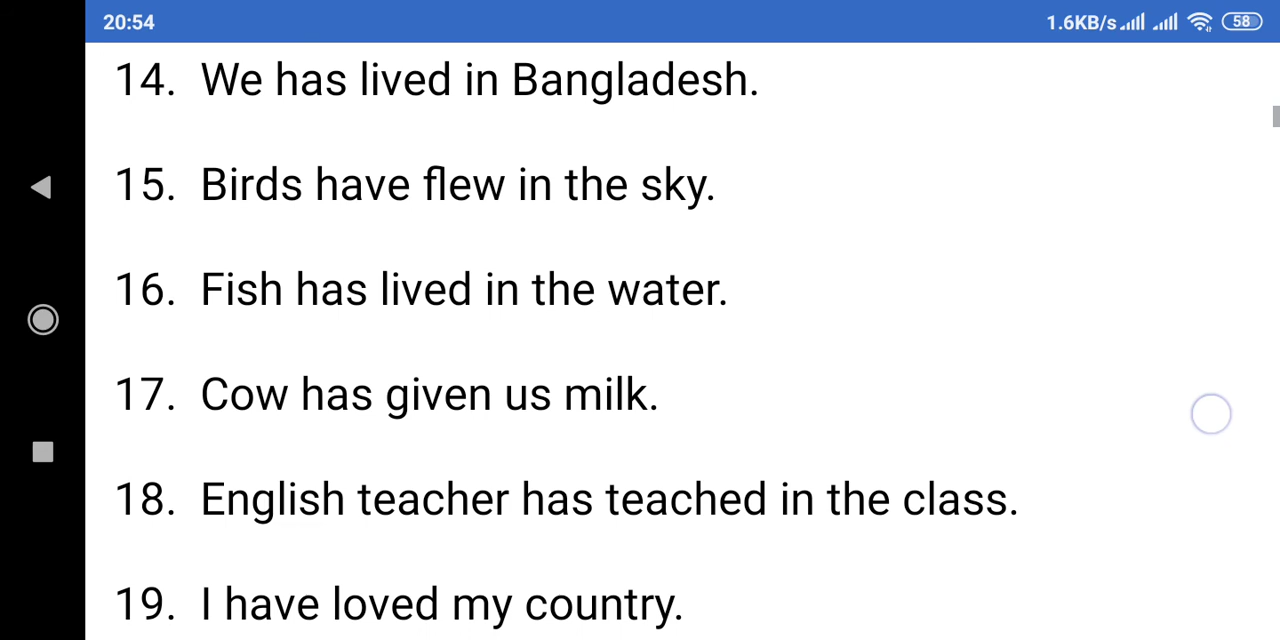 20:54 1.6KB/s 58
14. We has lived in Bangladesh.
15. Birds have flew in the sky.
16. Fish has lived in the water.
17. Cow has given us milk.
18. English teacher has teached in the class.
19. I have loved my country.